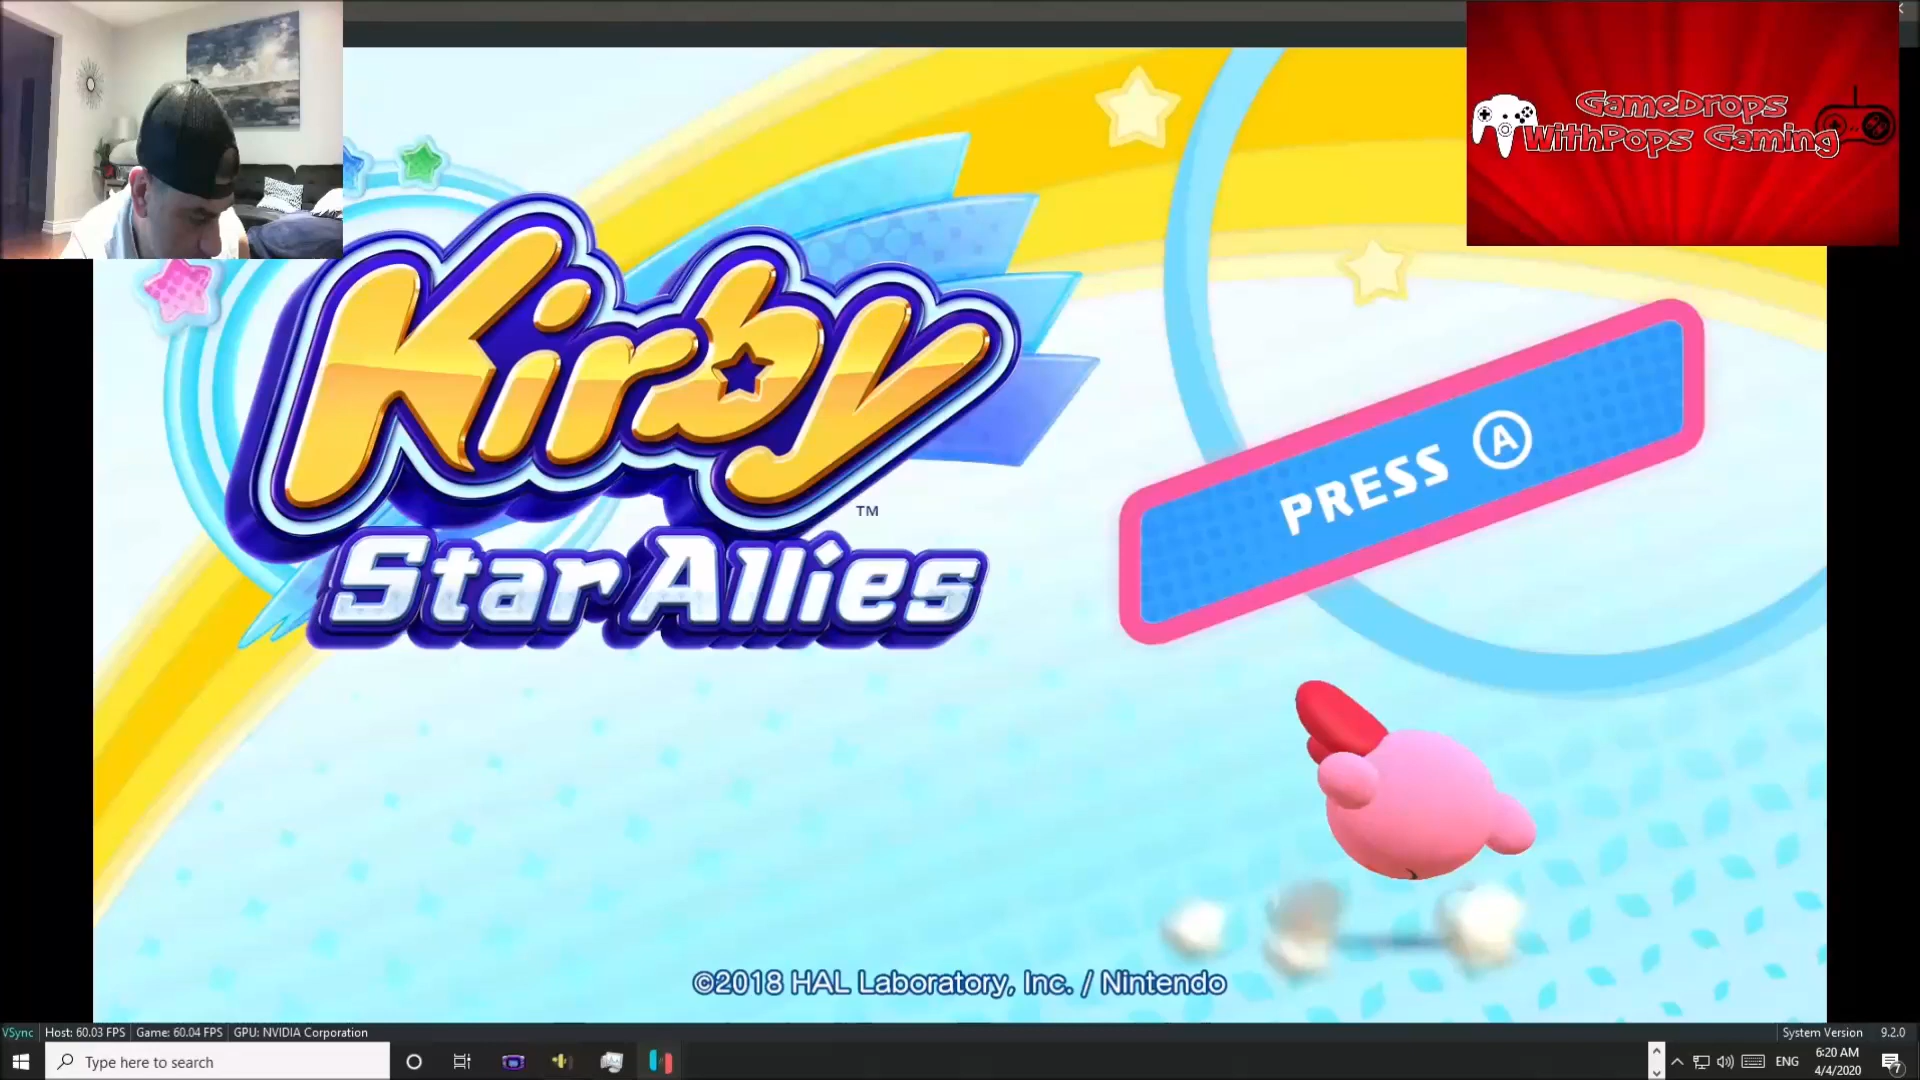 GameDrops
WithPops Gaming
Kirby
TM
Star Allies
PRESS A
©2018 HAL Laboratory, Inc. / Nintendo
VSync Host: 60.03 FPS Game: 60.04 FPS GPU: NVIDIA Corporation System Version 9.2.0
Type here to search
ENG
6:20 AM
4/4/2020
7